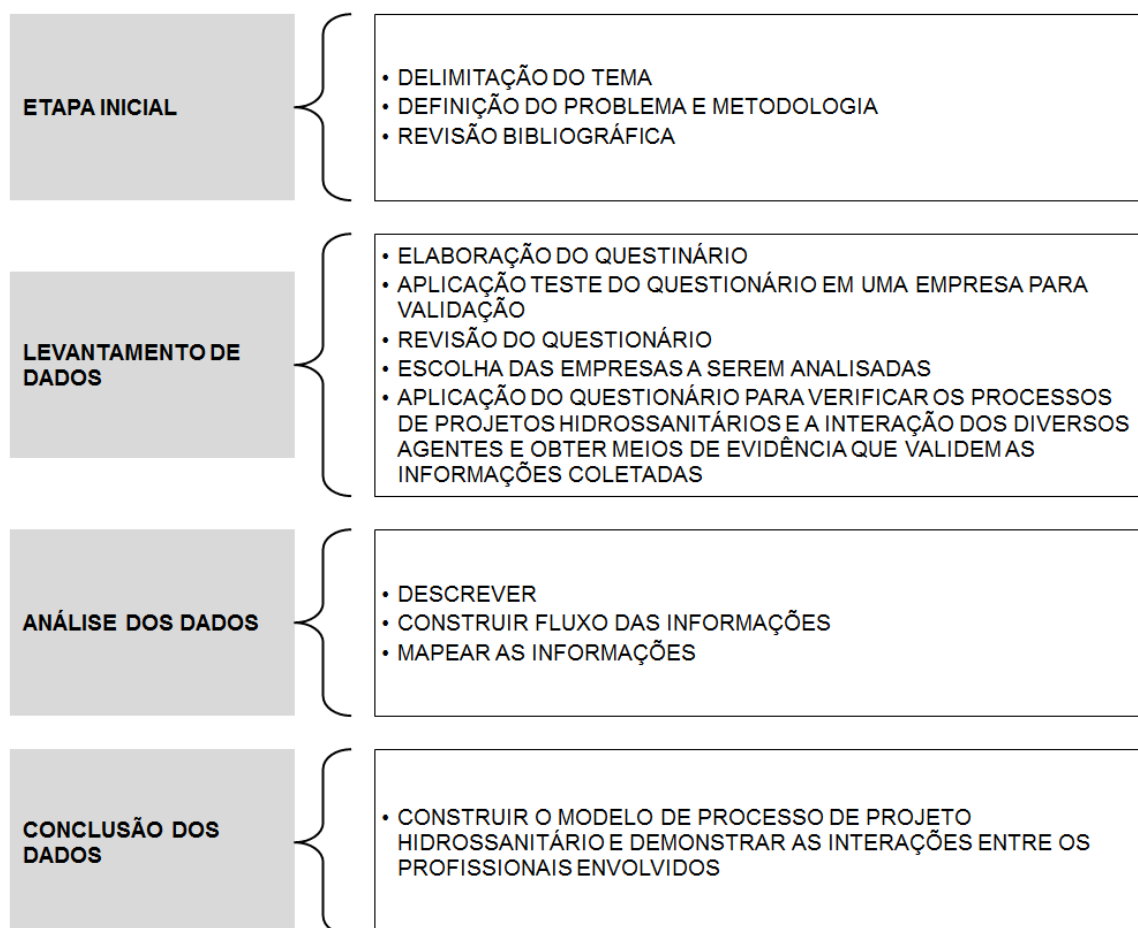 ETAPA INICIAL
• DELIMITAÇÃO DO TEMA
• DEFINIÇÃO DO PROBLEMA E METODOLOGIA
• REVISÃO BIBLIOGRÁFICA
LEVANTAMENTO DE
DADOS
• ELABORAÇÃO DO QUESTINÁRIO
• APLICAÇÃO TESTE DO QUESTIONÁRIO EM UMA EMPRESA PARA
VALIDAÇÃO
• REVISÃO DO QUESTIONÁRIO
• ESCOLHA DAS EMPRESAS A SEREM ANALISADAS
• APLICAÇÃO DO QUESTIONÁRIO PARA VERIFICAR OS PROCESSOS
DE PROJETOS HIDROSSANITÁRIOS E A INTERAÇÃO DOS DIVERSOS
AGENTES E OBTER MEIOS DE EVIDÊNCIA QUE VALIDEM AS
INFORMAÇÕES COLETADAS
ANÁLISE DOS DADOS
• DESCREVER
• CONSTRUIR FLUXO DAS INFORMAÇÕES
• MAPEAR AS INFORMAÇÕES
CONCLUSÃO DOS
DADOS
• CONSTRUIR O MODELO DE PROCESSO DE PROJETO
HIDROSSANITÁRIO E DEMONSTRAR AS INTERAÇÕES ENTRE OS
PROFISSIONAIS ENVOLVIDOS